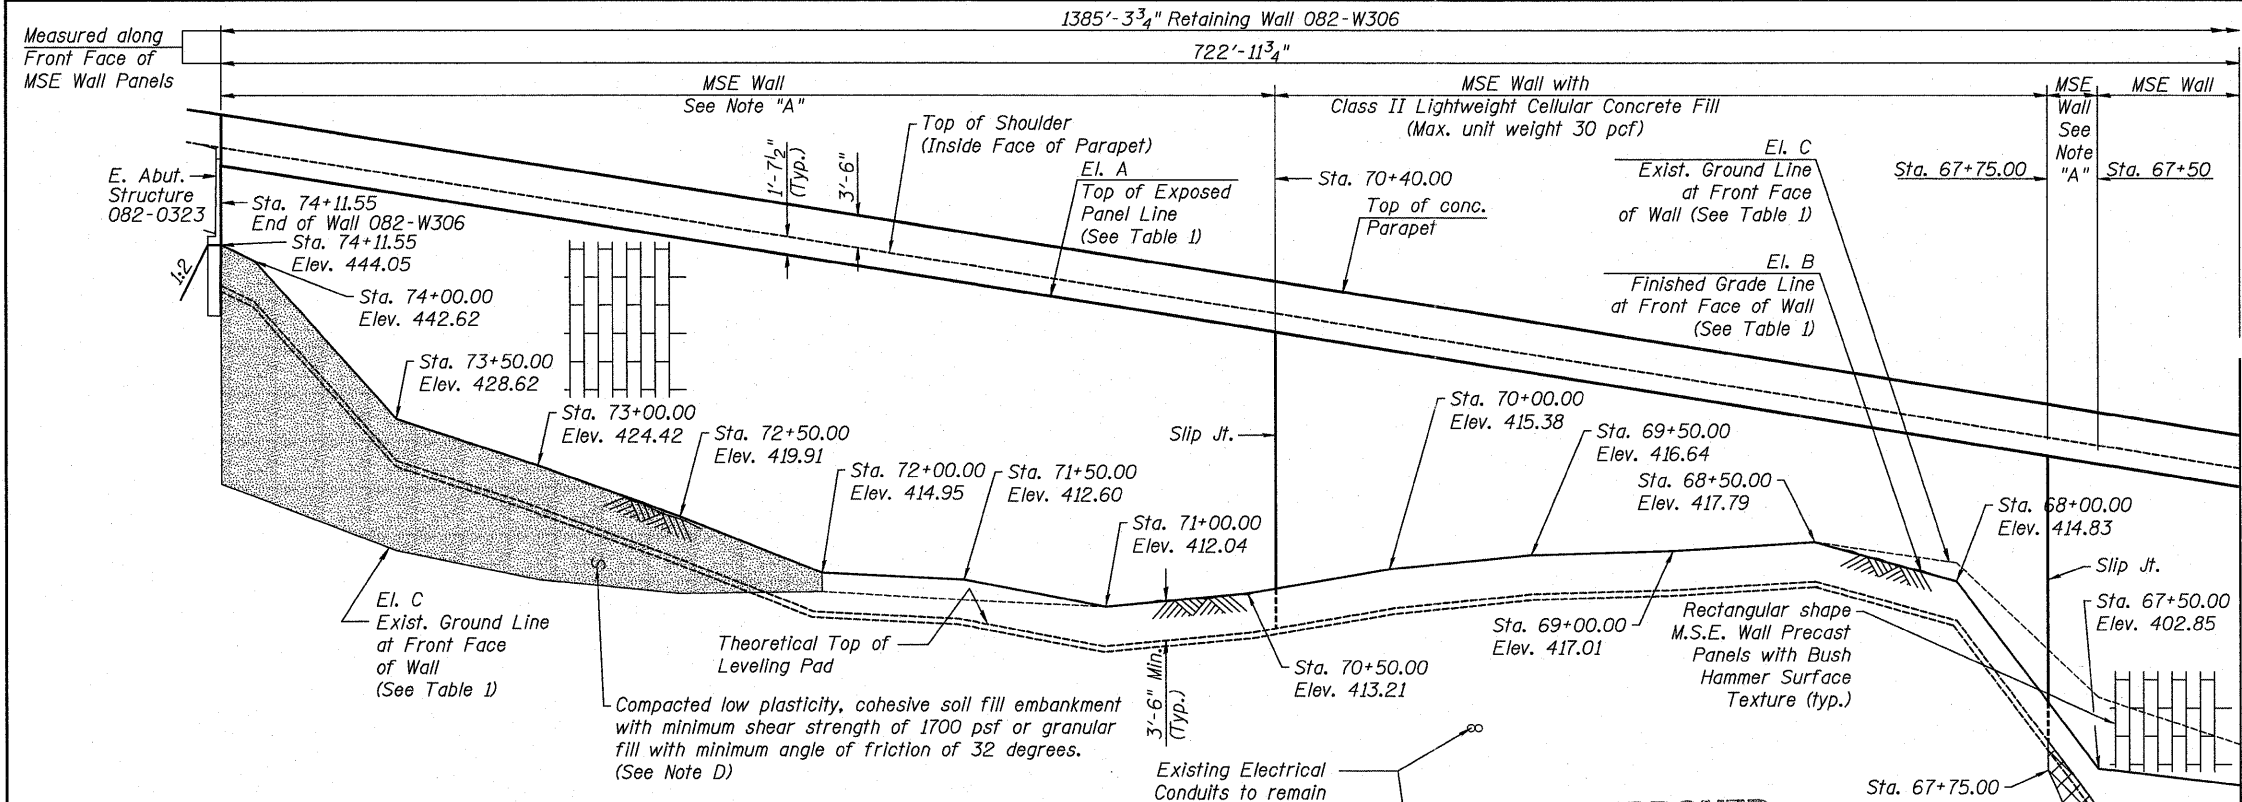 1385'-3 3/4" Retaining Wall 082-W306
Measured along
Front Face of
MSE Wall Panels
722'-11 3/4"
MSE Wall
See Note "A"
MSE Wall with
Class II Lightweight Cellular Concrete Fill
(Max. unit weight 30 pcf)
MSE
Wall
See
Note
"A"
MSE Wall
Top of Shoulder
(Inside Face of Parapet)
1'-7 1/2"
(Typ.)
3'-6"
El. A
Top of Exposed
Panel Line
(See Table 1)
Sta. 70+40.00
Top of conc.
Parapet
El. C
Exist. Ground Line
at Front Face
of Wall (See Table 1)
Sta. 67+75.00
Sta. 67+50
E. Abut.
Structure
082-0323
Sta. 74+11.55
End of Wall 082-W306
Sta. 74+11.55
Elev. 444.05
1:2
Sta. 74+00.00
Elev. 442.62
El. B
Finished Grade Line
at Front Face of Wall
(See Table 1)
Sta. 73+50.00
Elev. 428.62
Sta. 73+00.00
Elev. 424.42
Sta. 72+50.00
Elev. 419.91
Sta. 72+00.00
Elev. 414.95
Sta. 71+50.00
Elev. 412.60
Sta. 71+00.00
Elev. 412.04
Slip Jt.
Sta. 70+00.00
Elev. 415.38
Sta. 69+50.00
Elev. 416.64
Sta. 68+50.00
Elev. 417.79
Sta. 68+00.00
Elev. 414.83
Slip Jt.
Sta. 67+50.00
Elev. 402.85
El. C
Exist. Ground Line
at Front Face
of Wall
(See Table 1)
Theoretical Top of
Leveling Pad
3'-6" Min.
(Typ.)
Sta. 70+50.00
Elev. 413.21
Sta. 69+00.00
Elev. 417.01
Rectangular shape
M.S.E. Wall Precast
Panels with Bush
Hammer Surface
Texture (typ.)
Compacted low plasticity, cohesive soil fill embankment
with minimum shear strength of 1700 psf or granular
fill with minimum angle of friction of 32 degrees.
(See Note D)
Existing Electrical
Conduits to remain
Sta. 67+75.00